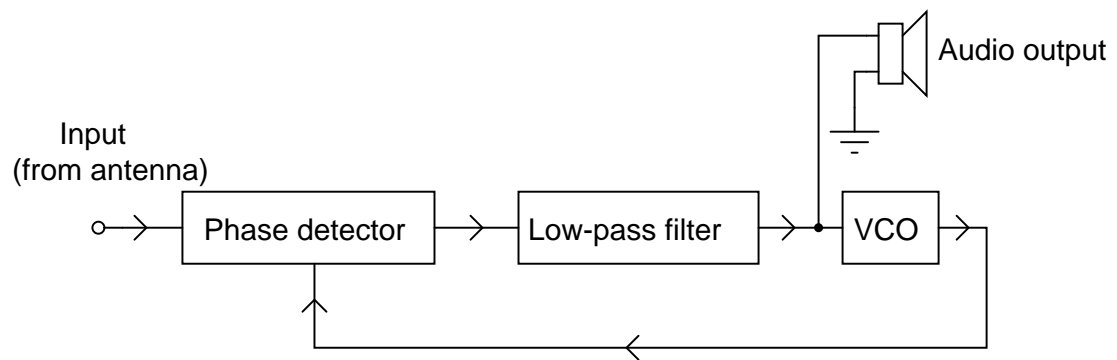 Audio output
Input
(from antenna)
Phase detector
Low-pass filter
VCO